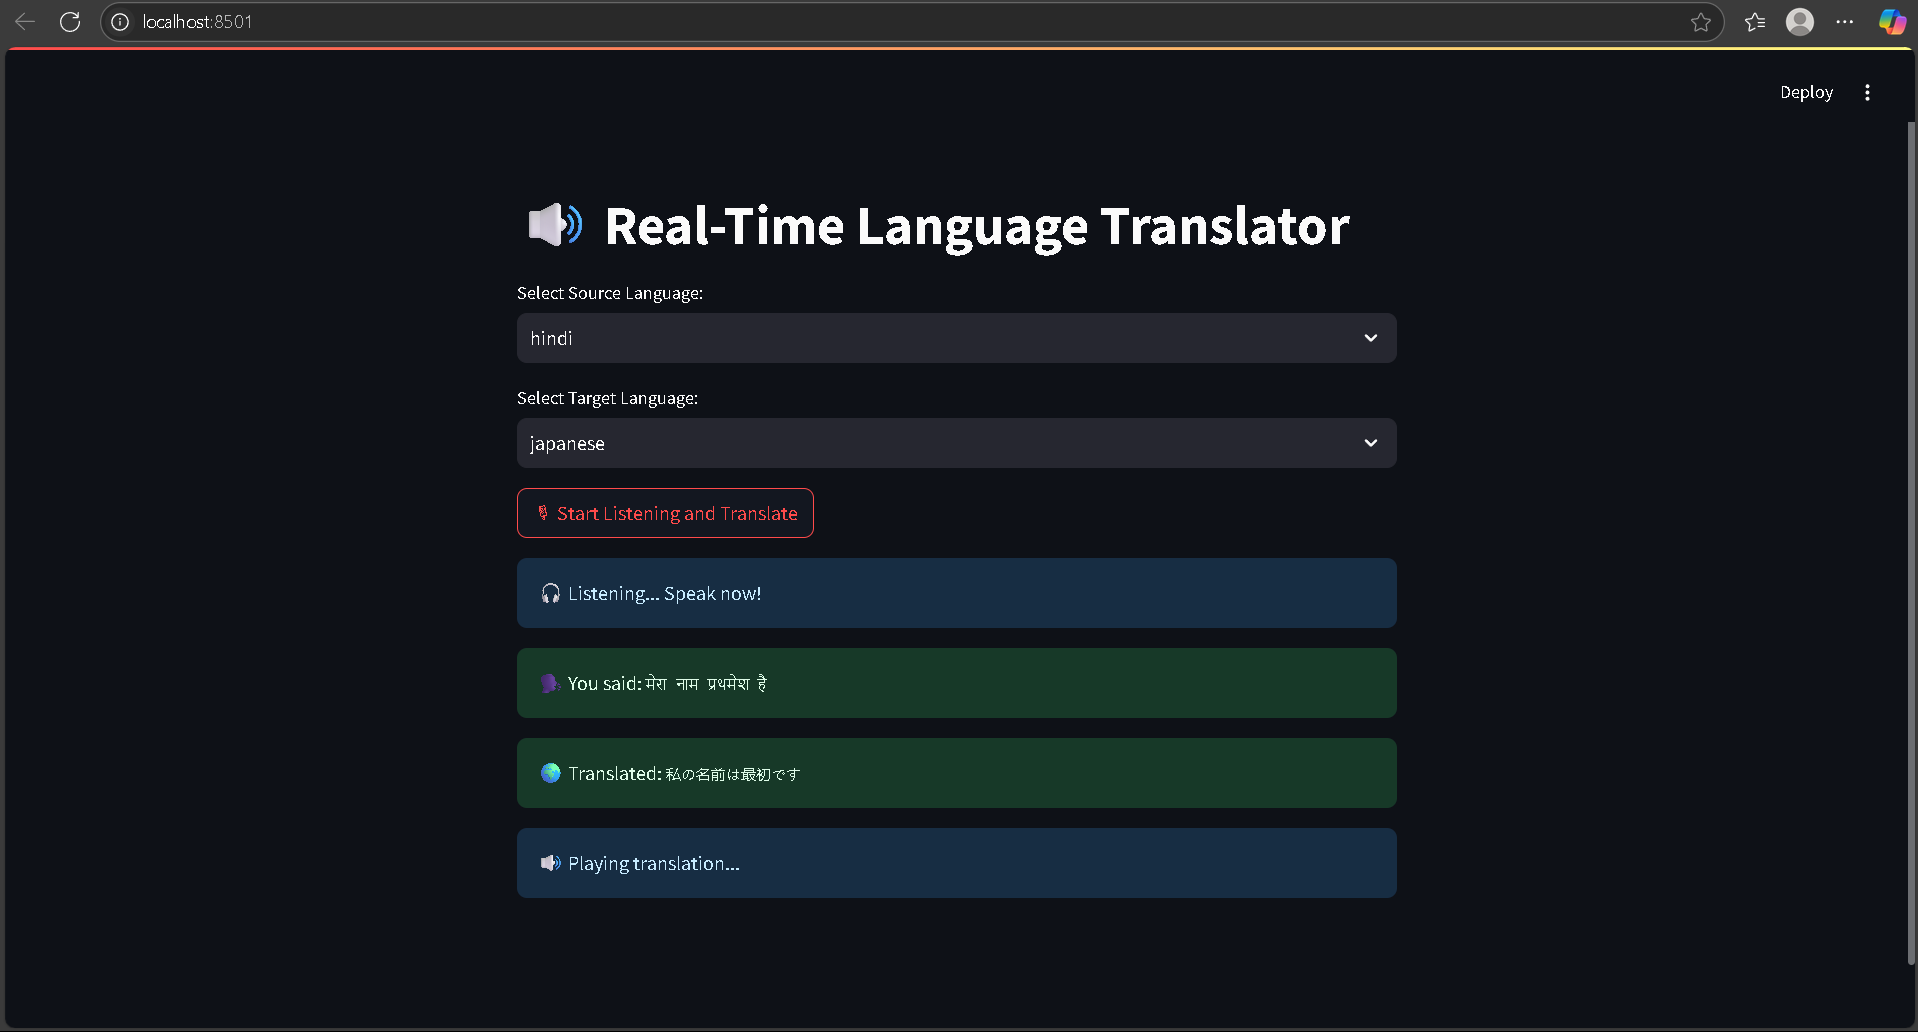 localhost:8501
Deploy
Real-Time Language Translator
Select Source Language:
hindi
Select Target Language:
japanese
Start Listening and Translate
Listening... Speak now!
You said: मेरा नाम प्रथमेश है
Translated: 私の名前は最初です
Playing translation...